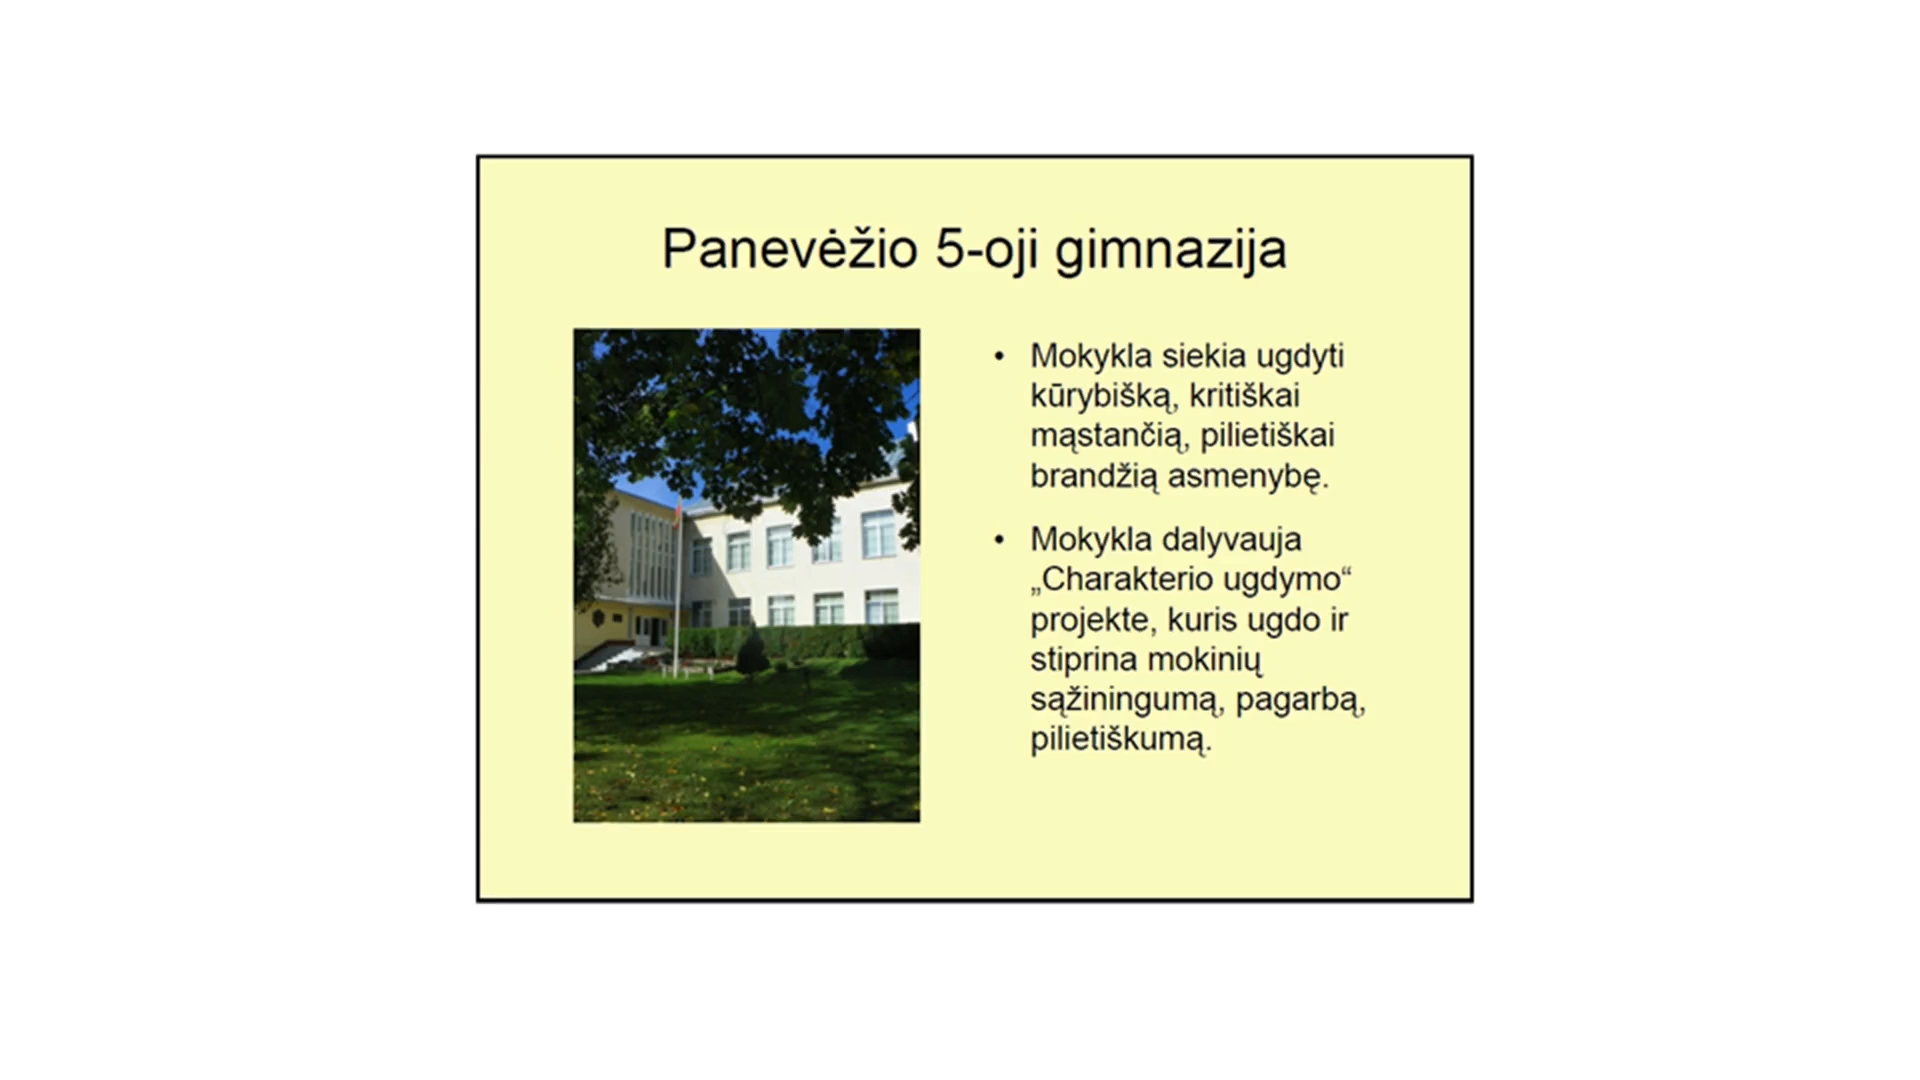 Panevėžio 5-oji gimnazija
• Mokykla siekia ugdyti
kūrybišką, kritiškai
mąstančią, pilietiškai
brandžią asmenybę.
• Mokykla dalyvauja
„Charakterio ugdymo“
projekte, kuris ugdo ir
stiprina mokinių
sąžiningumą, pagarbą,
pilietiškumą.